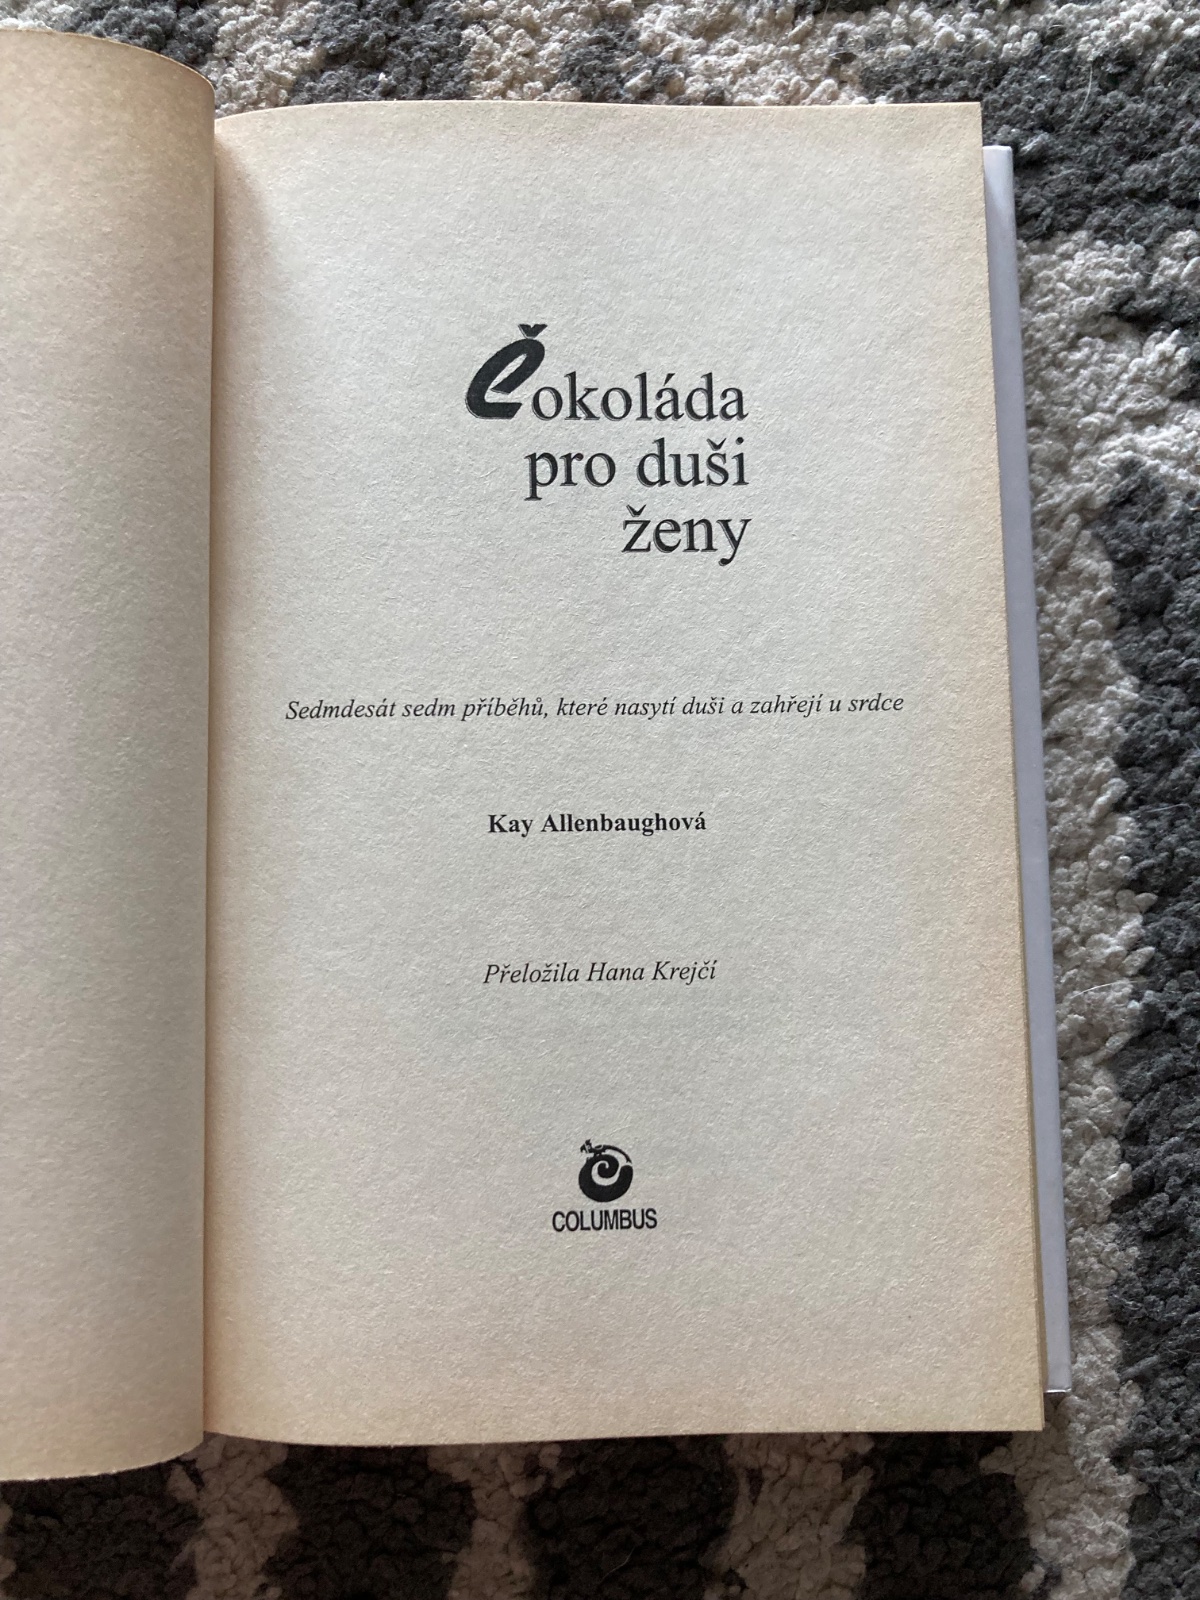 Čokoláda
pro duši
ženy
Sedmdesát sedm příběhů, které nasytí duši a zahřejí u srdce
Kay Allenbaughová
Přeložila Hana Krejčí
COLUMBUS